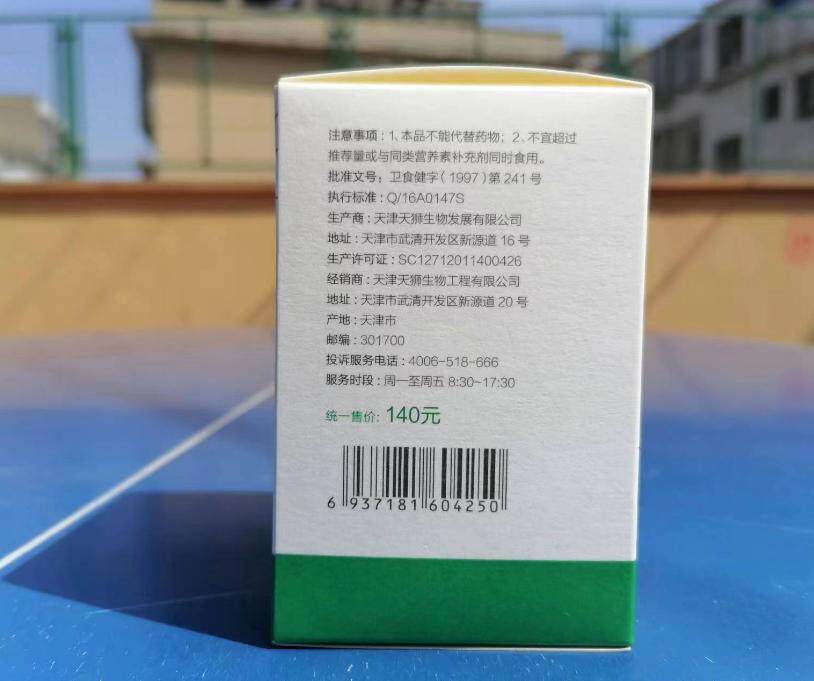 注意事项：1、本品不能代替药物；2、不宜超过
推荐量或与同类营养素补充剂同时食用。
批准文号：卫食健字（1997）第241号
执行标准：Q/16A0147S
生产商：天津天狮生物发展有限公司
地址：天津市武清开发区新源道16号
生产许可证：SC12712011400426
经销商：天津天狮生物工程有限公司
地址：天津市武清开发区新源道20号
产地：天津市
邮编：301700
投诉服务电话：4006-518-666
服务时段：周一至周五 8:30~17:30
统一售价：140元
6 937181 604250